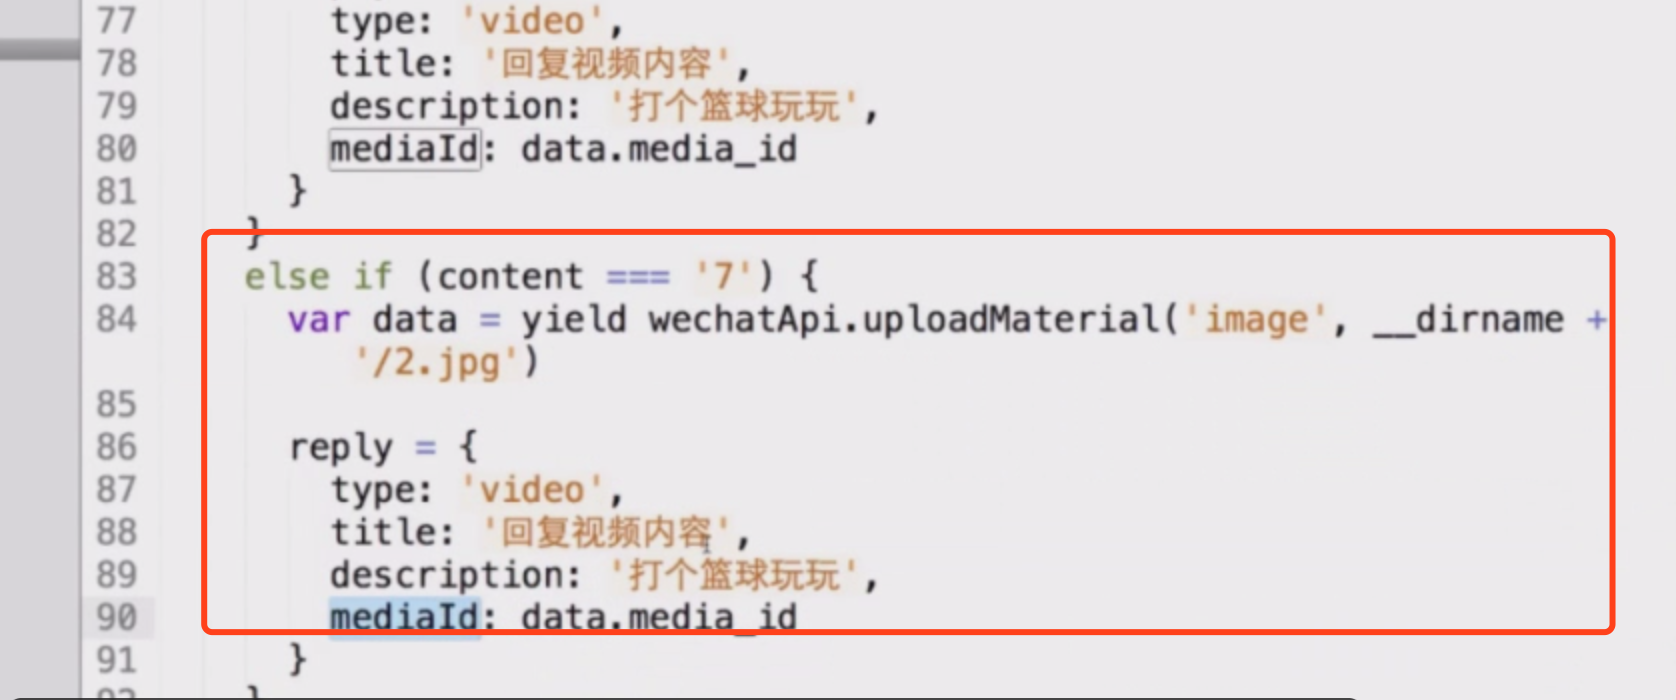 77 type: 'video',
78 title: '回复视频内容',
79 description: '打个篮球玩玩',
80 mediaId: data.media_id
81 }
82 }
83 else if (content === '7') {
84 var data = yield wechatApi.uploadMaterial('image', __dirname +
'/2.jpg')
85
86 reply = {
87 type: 'video',
88 title: '回复视频内容',
89 description: '打个篮球玩玩',
90 mediaId: data.media_id
91 }
92 }